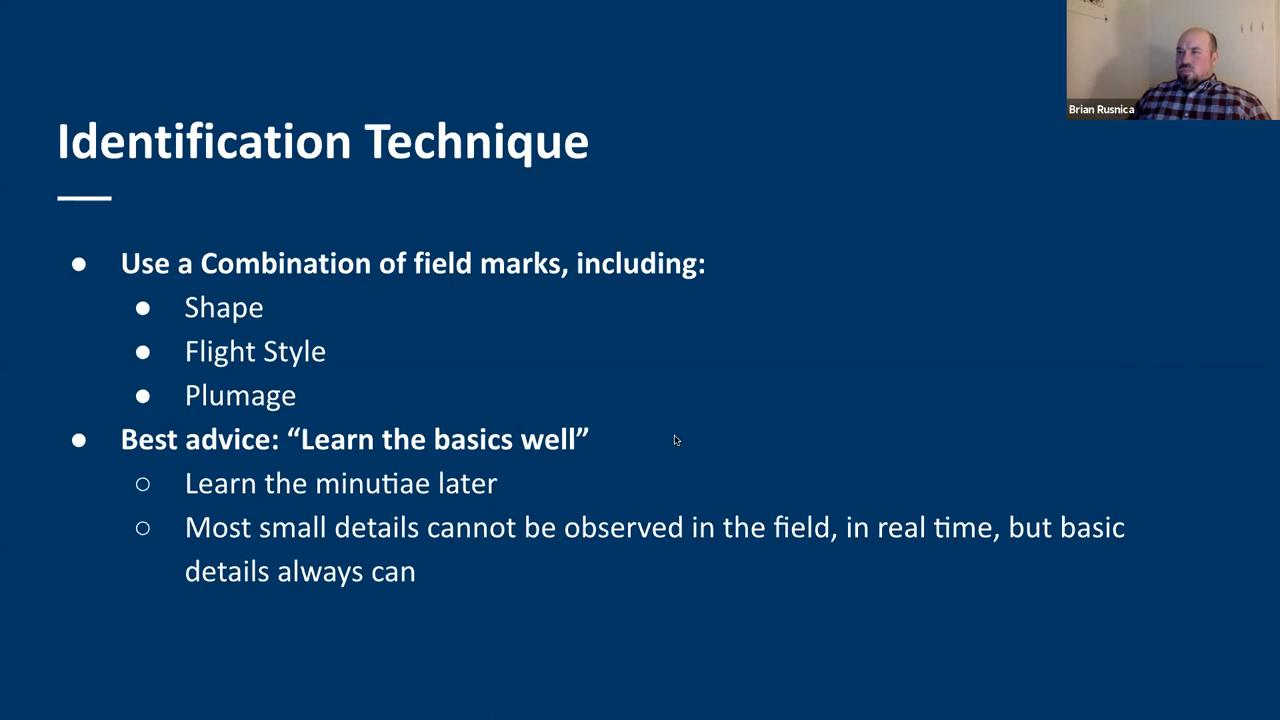 Brian Rusnica
Identification Technique
● Use a Combination of field marks, including:
● Shape
● Flight Style
● Plumage
● Best advice: “Learn the basics well”
○ Learn the minutiae later
○ Most small details cannot be observed in the field, in real time, but basic
details always can